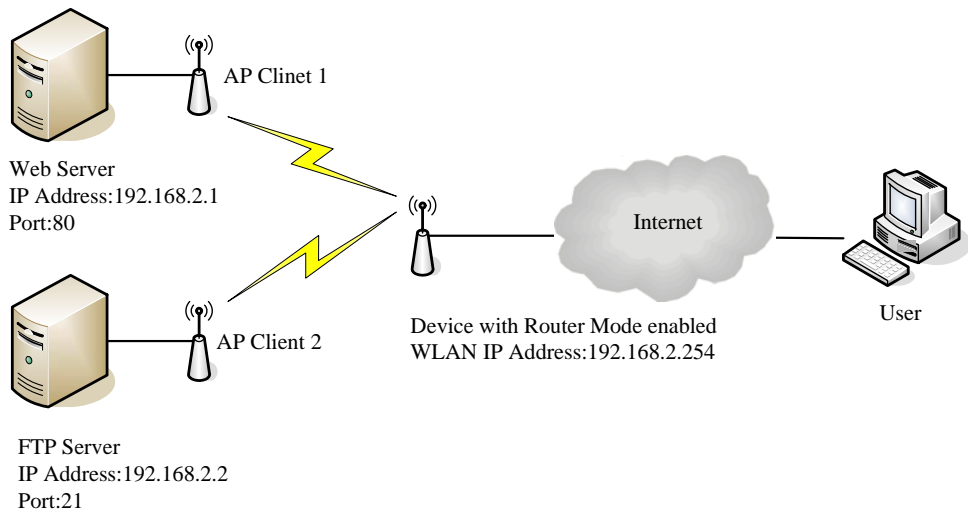 AP Clinet 1
Web Server
IP Address:192.168.2.1
Port:80
Internet
AP Client 2
Device with Router Mode enabled
WLAN IP Address:192.168.2.254
User
FTP Server
IP Address:192.168.2.2
Port:21